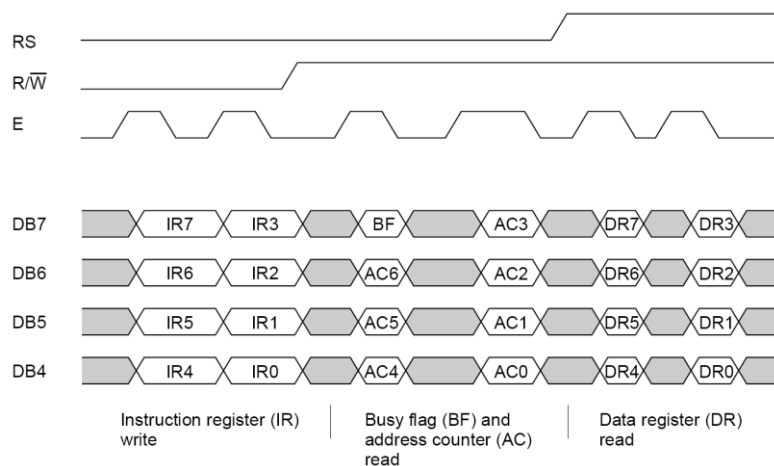 RS
R/W̅
E
DB7 IR7 IR3 BF AC3 DR7 DR3
DB6 IR6 IR2 AC6 AC2 DR6 DR2
DB5 IR5 IR1 AC5 AC1 DR5 DR1
DB4 IR4 IR0 AC4 AC0 DR4 DR0
Instruction register (IR)
write
Busy flag (BF) and
address counter (AC)
read
Data register (DR)
read